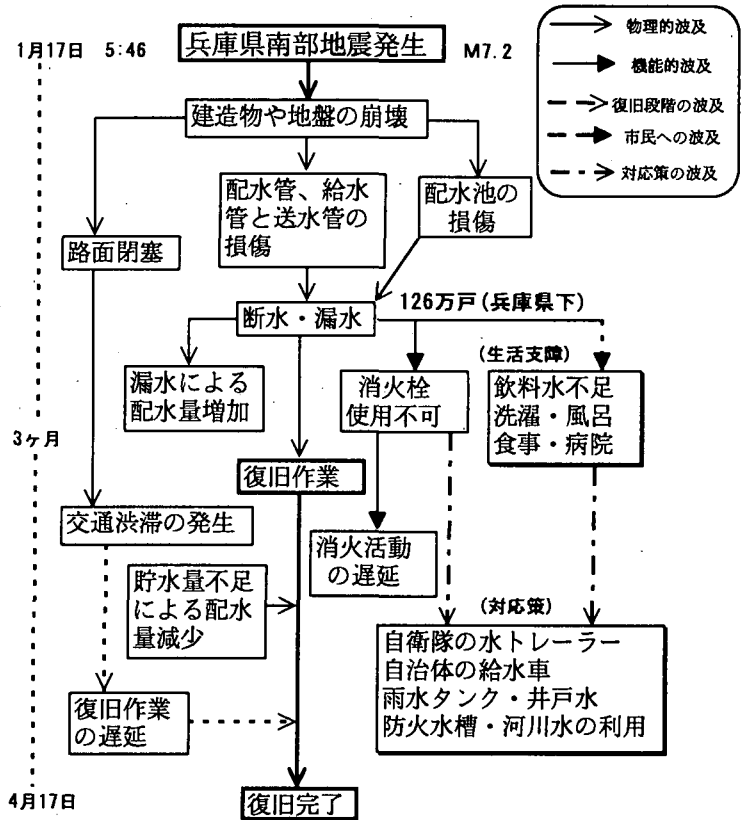 1月17日 5:46
兵庫県南部地震発生
M7.2
物理的波及
機能的波及
復旧段階の波及
市民への波及
対応策の波及
建造物や地盤の崩壊
配水管、給水
管と送水管の
損傷
配水池の
損傷
路面閉塞
126万戸(兵庫県下)
断水・漏水
(生活支障)
漏水による
配水量増加
消火栓
使用不可
飲料水不足
洗濯・風呂
食事・病院
3ヶ月
復旧作業
交通渋滞の発生
消火活動
の遅延
貯水量不足
による配水
量減少
(対応策)
自衛隊の水トレーラー
自治体の給水車
雨水タンク・井戸水
防火水槽・河川水の利用
復旧作業
の遅延
4月17日
復旧完了